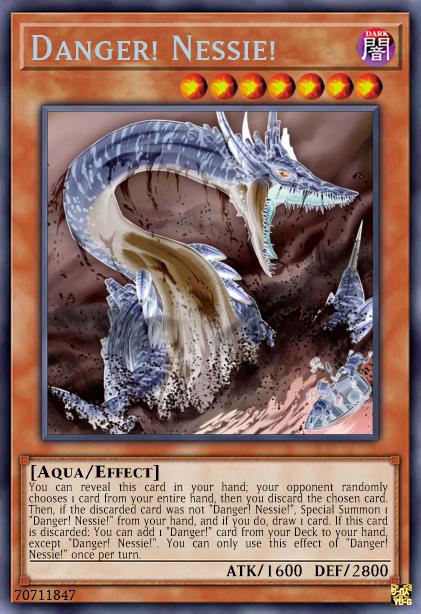 DANGER! NESSIE!
DARK
闇
[AQUA/EFFECT]
You can reveal this card in your hand; your opponent randomly
chooses 1 card from your entire hand, then you discard the chosen card.
Then, if the discarded card was not "Danger! Nessie!", Special Summon 1
"Danger! Nessie!" from your hand, and if you do, draw 1 card. If this card
is discarded: You can add 1 "Danger!" card from your Deck to your hand,
except "Danger! Nessie!". You can only use this effect of "Danger!
Nessie!" once per turn.
ATK/1600 DEF/2800
70711847